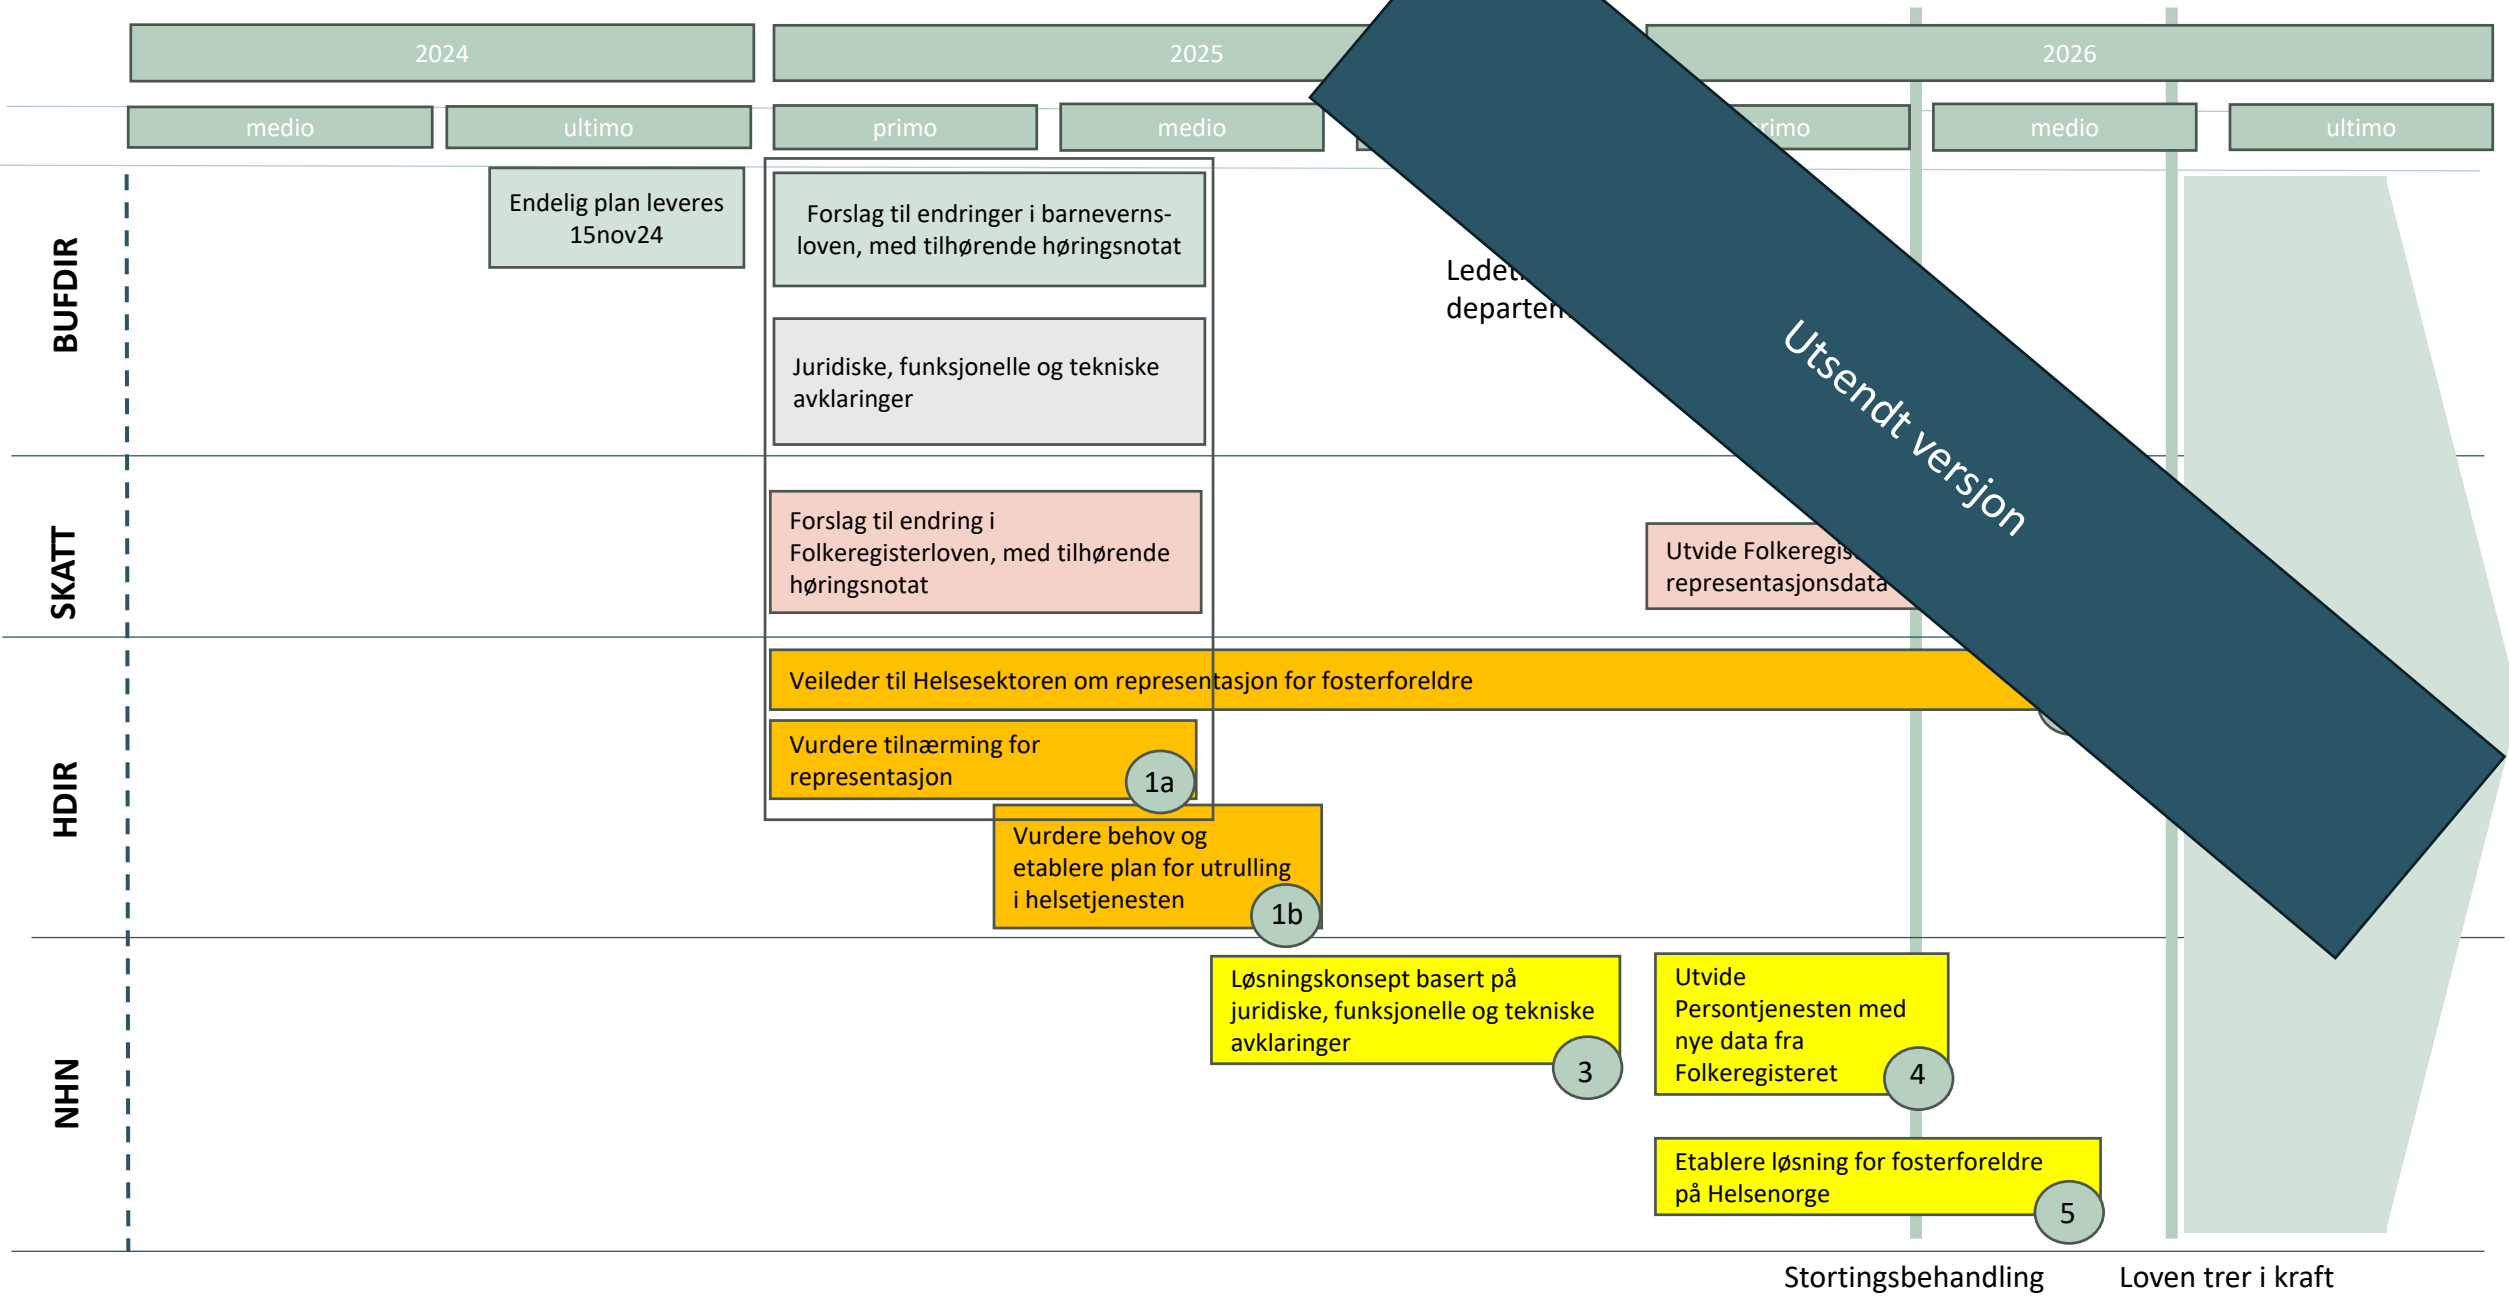 2024
2025
2026
medio
ultimo
primo
medio
medio
ultimo
BUFDIR
Endelig plan leveres
15nov24
Forslag til endringer i barneverns-
loven, med tilhørende høringsnotat
Juridiske, funksjonelle og tekniske
avklaringer
Utsendt versjon
SKATT
Forslag til endring i
Folkeregisterloven, med tilhørende
høringsnotat
Utvide
representasjonsdata
HDIR
Veileder til Helsesektoren om representasjon for fosterforeldre
Vurdere tilnærming for
representasjon
1a
Vurdere behov og
etablere plan for utrulling
i helsetjenesten
1b
NHN
Løsningskonsept basert på
juridiske, funksjonelle og tekniske
avklaringer
3
Utvide
Persontjenesten med
nye data fra
Folkeregisteret
4
Etablere løsning for fosterforeldre
på Helsenorge
5
Stortingsbehandling
Loven trer i kraft